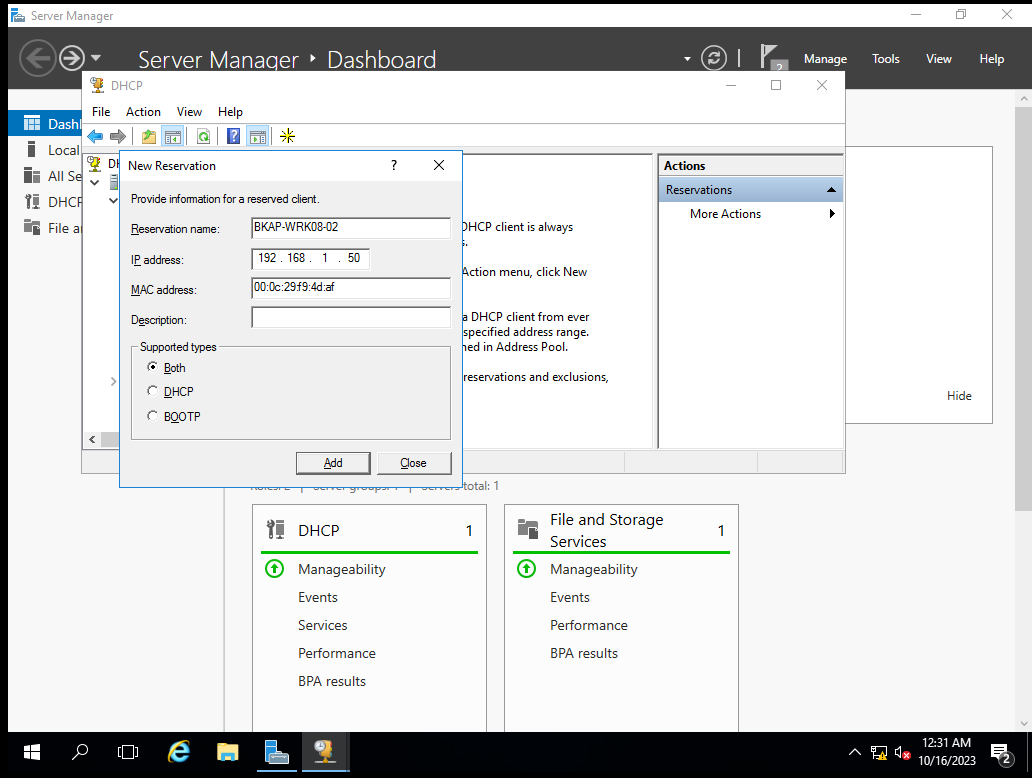 Server Manager
Server Manager ‣ Dashboard
2
Manage
Tools
View
Help
DHCP
File
Action
View
Help
Dashl
Local
All Se
DHCP
File a
DH
New Reservation
?
Provide information for a reserved client.
Reservation name:
BKAP-WRK08-02
IP address:
192 . 168 . 1 . 50
MAC address:
00:0c:29:f9:4d:af
Description:
Supported types
Both
DHCP
BOOTP
Add
Close
DHCP client is always
s.
Action menu, click New
a DHCP client from ever
specified address range.
ned in Address Pool.
reservations and exclusions,
Actions
Reservations
More Actions
Hide
Roles: 2 | Server groups: 1 | Servers total: 1
DHCP
1
Manageability
Events
Services
Performance
BPA results
File and Storage
Services
1
Manageability
Events
Performance
BPA results
12:31 AM
10/16/2023
2